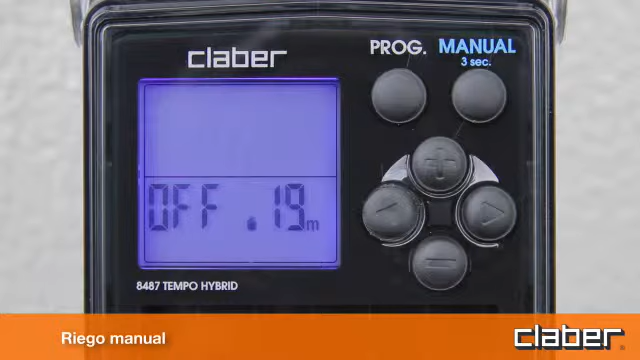 claber
PROG. MANUAL
3 sec.
OFF .19m
8487 TEMPO HYBRID
Riego manual
claber